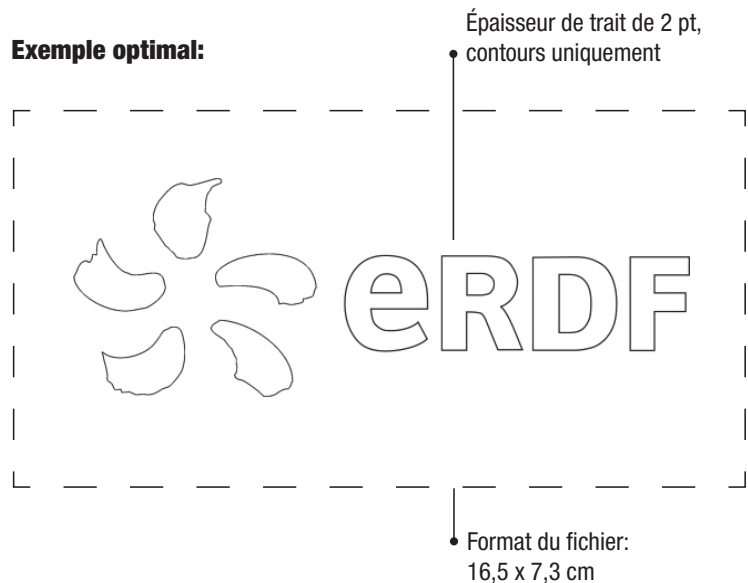 Épaisseur de trait de 2 pt,
Exemple optimal:
contours uniquement
eRDF
Format du fichier:
16,5 x 7,3 cm